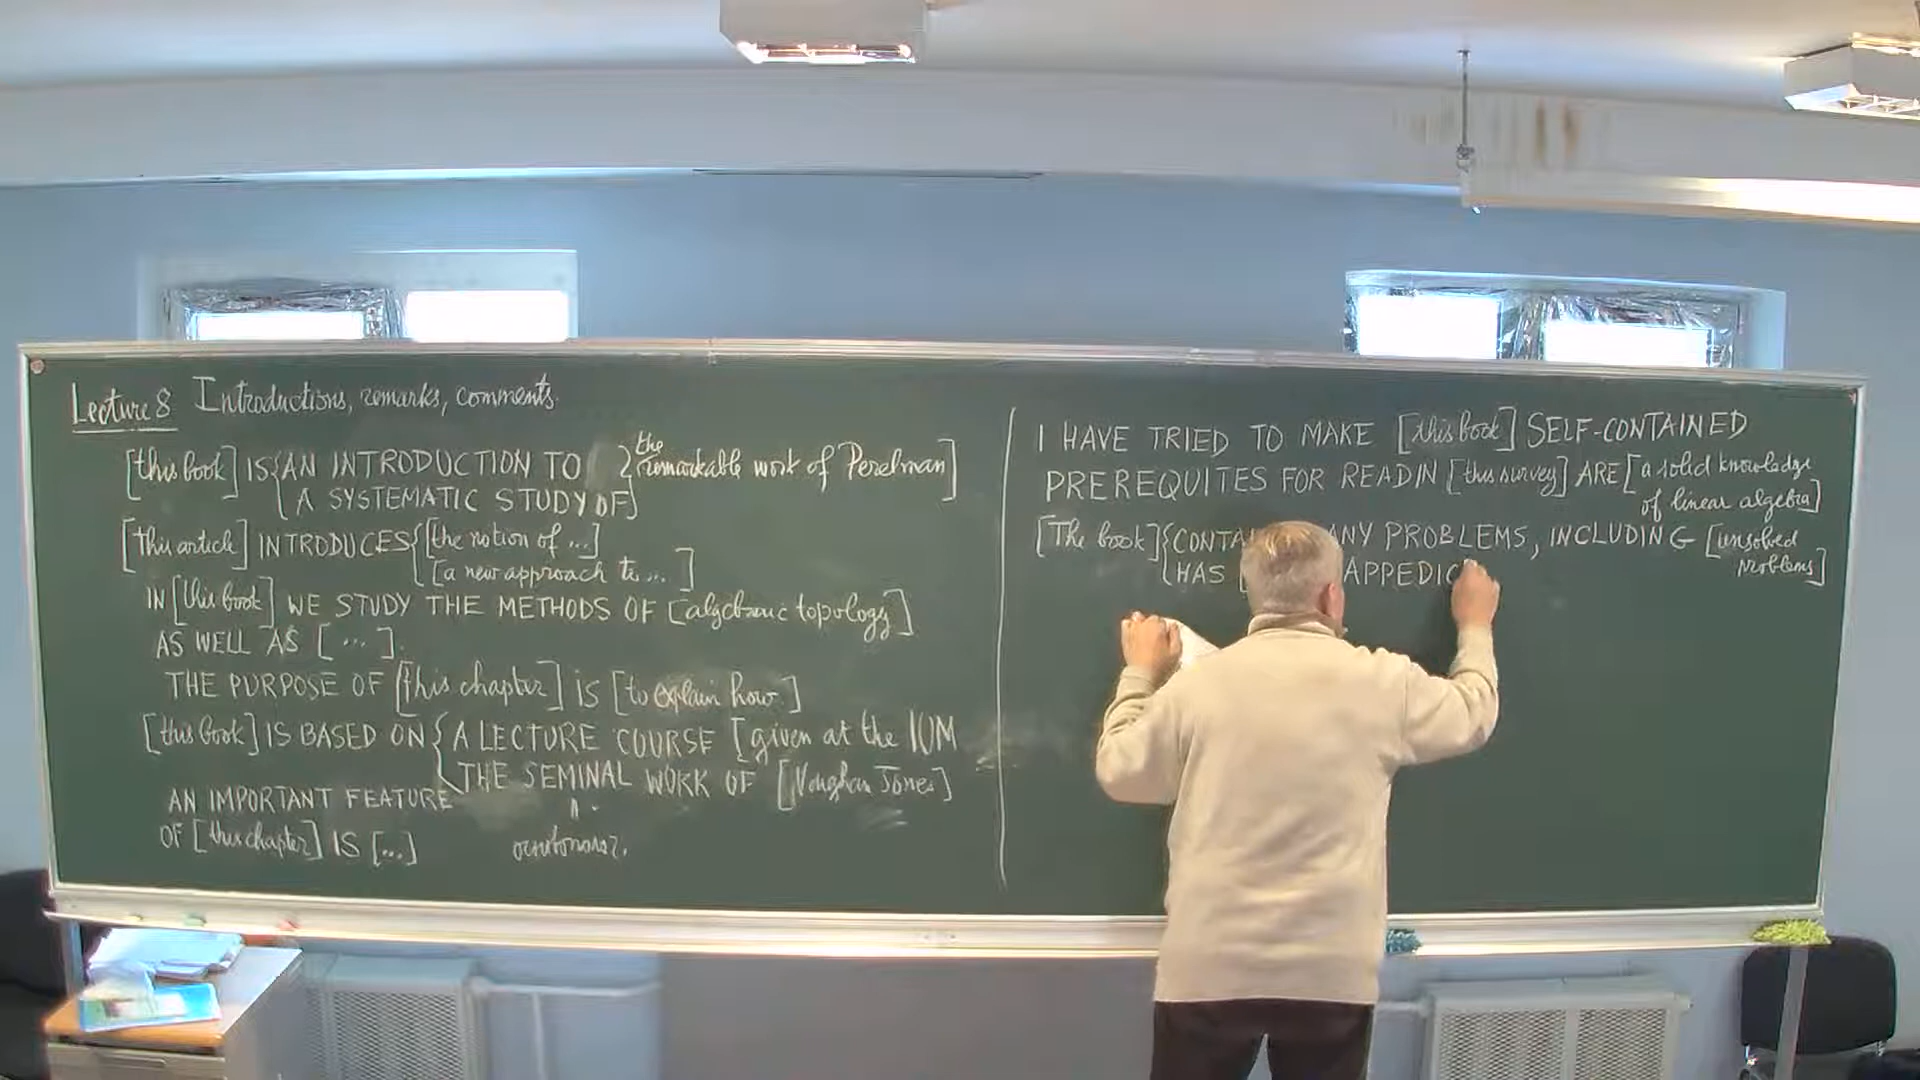 Lecture 8 Introductions, remarks, comments.
[this book] IS { AN INTRODUCTION TO } the remarkable work of Perelman]
{ A SYSTEMATIC STUDY OF }
[This article] INTRODUCES { [the notion of ...]
{ [a new approach to ... ]
IN [this book] WE STUDY THE METHODS OF [algebraic topology]
AS WELL AS [ ... ].
THE PURPOSE OF [this chapter] IS [to explain how ]
[this book] IS BASED ON { A LECTURE COURSE [given at the IUM
{ THE SEMINAL WORK OF [Vaughan Jones]
AN IMPORTANT FEATURE
OF [this chapter] IS [...]
I HAVE TRIED TO MAKE [this book] SELF-CONTAINED
PREREQUITES FOR READIN [this survey] ARE [a solid knowledge
of linear algebra]
[The book] { CONTA ANY PROBLEMS, INCLUDING [unsolved
problems]
{ HAS [ APPEDIC